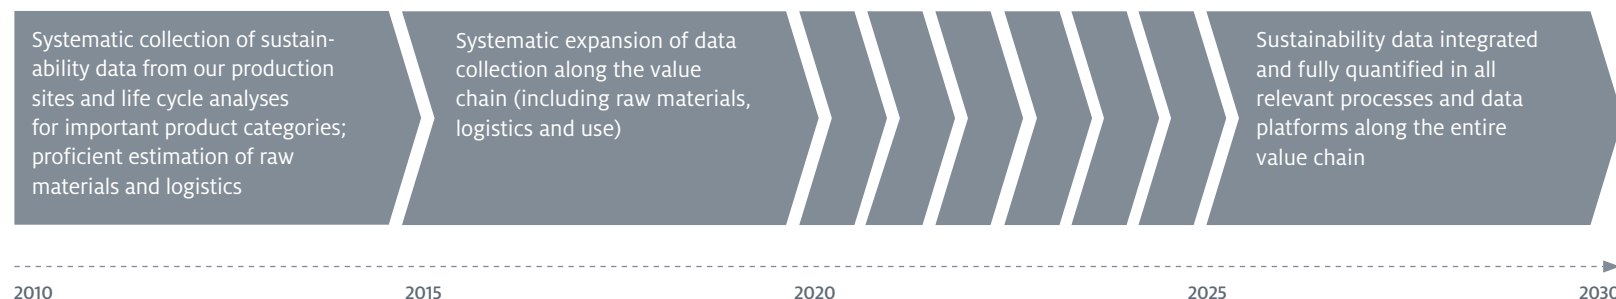 Systematic collection of sustain-
ability data from our production
sites and life cycle analyses
for important product categories;
proficient estimation of raw
materials and logistics
Systematic expansion of data
collection along the value
chain (including raw materials,
logistics and use)
Sustainability data integrated
and fully quantified in all
relevant processes and data
platforms along the entire
value chain
2010 2015 2020 2025 2030